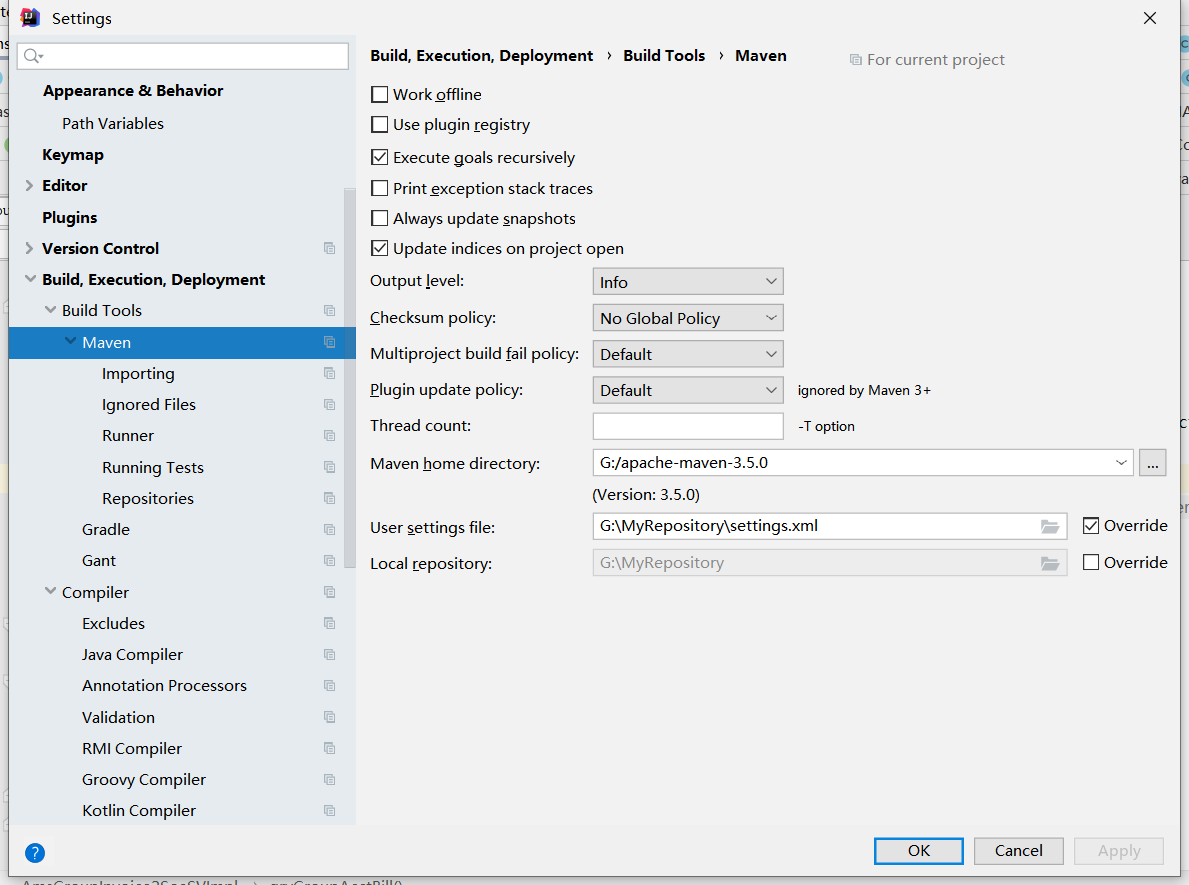 Settings
Appearance & Behavior
Path Variables
Keymap
Editor
Plugins
Version Control
Build, Execution, Deployment
Build Tools
Maven
Importing
Ignored Files
Runner
Running Tests
Repositories
Gradle
Gant
Compiler
Excludes
Java Compiler
Annotation Processors
Validation
RMI Compiler
Groovy Compiler
Kotlin Compiler
Build, Execution, Deployment › Build Tools › Maven For current project
Work offline
Use plugin registry
Execute goals recursively
Print exception stack traces
Always update snapshots
Update indices on project open
Output level: Info
Checksum policy: No Global Policy
Multiproject build fail policy: Default
Plugin update policy: Default ignored by Maven 3+
Thread count: -T option
Maven home directory: G:/apache-maven-3.5.0 ...
(Version: 3.5.0)
User settings file: G:\MyRepository\settings.xml Override
Local repository: G:\MyRepository Override
? OK Cancel Apply